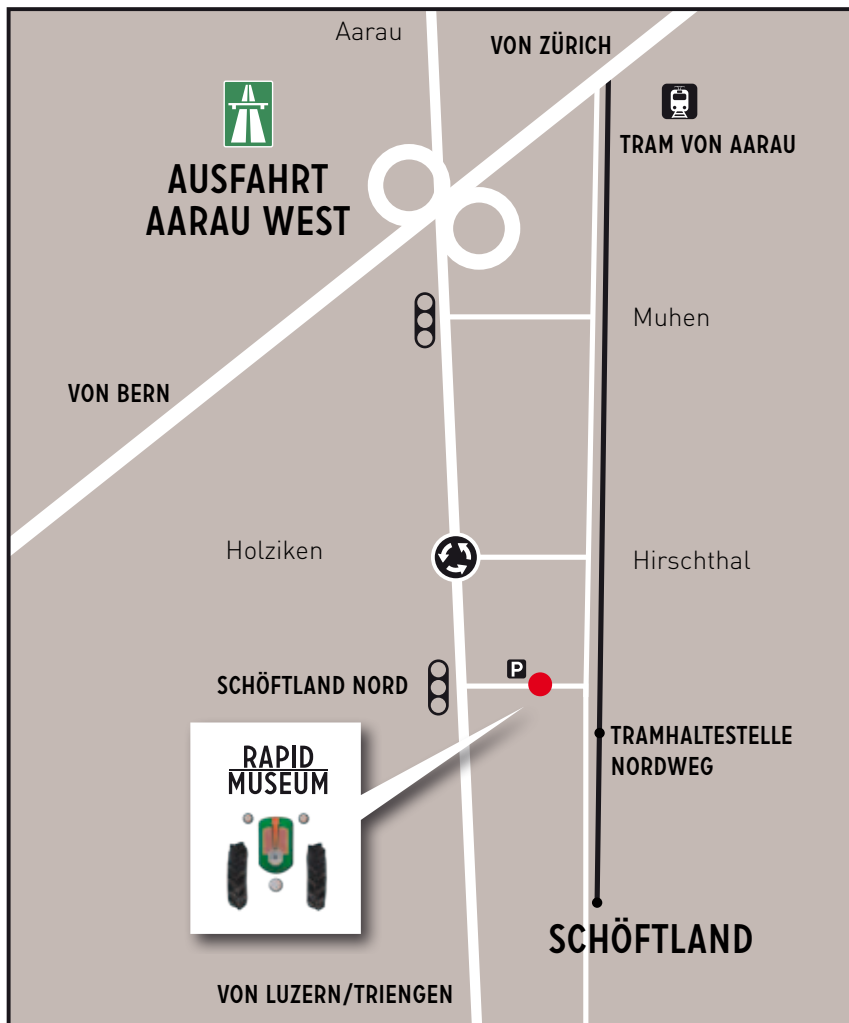 Aarau
VON ZÜRICH
TRAM VON AARAU
AUSFAHRT
AARAU WEST
Muhen
VON BERN
Holziken
Hirschthal
P
SCHÖFTLAND NORD
TRAMHALTESTELLE
NORDWEG
RAPID
MUSEUM
SCHÖFTLAND
VON LUZERN/TRIENGEN